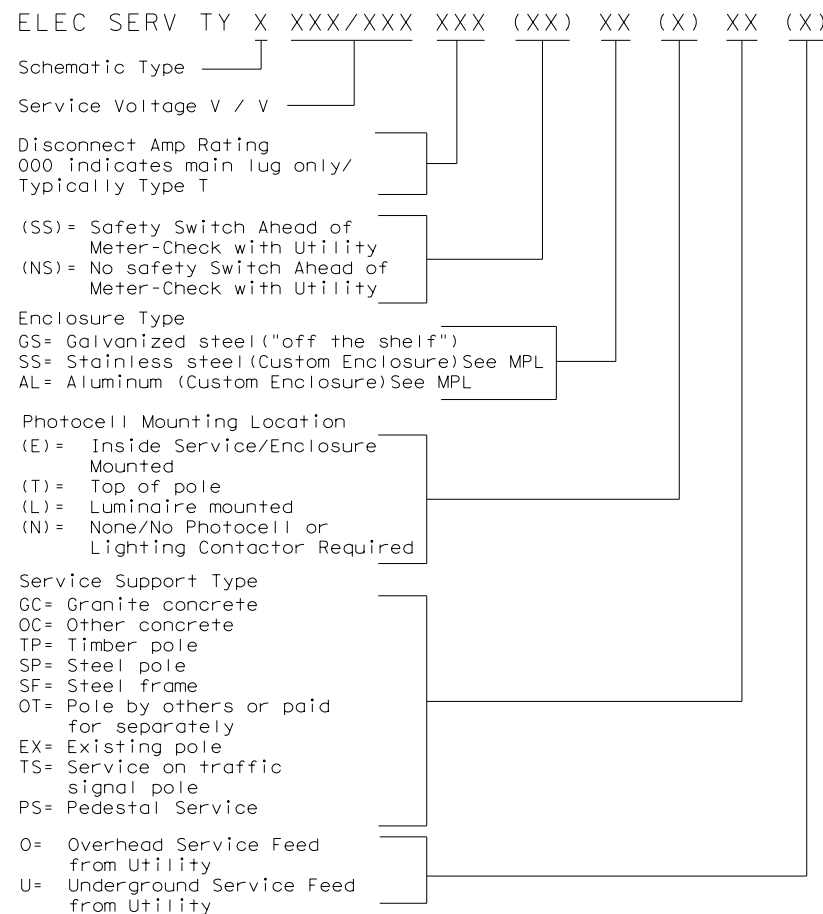 ELEC SERV TY X XXX/XXX XXX (XX) XX (X) XX (X)
Schematic Type
Service Voltage V / V
Disconnect Amp Rating
000 indicates main lug only/
Typically Type T
(SS)= Safety Switch Ahead of
Meter-Check with Utility
(NS)= No safety Switch Ahead of
Meter-Check with Utility
Enclosure Type
GS= Galvanized steel("off the shelf")
SS= Stainless steel(Custom Enclosure)See MPL
AL= Aluminum (Custom Enclosure)See MPL
Photocell Mounting Location
(E)= Inside Service/Enclosure
Mounted
(T)= Top of pole
(L)= Luminaire mounted
(N)= None/No Photocell or
Lighting Contactor Required
Service Support Type
GC= Granite concrete
OC= Other concrete
TP= Timber pole
SP= Steel pole
SF= Steel frame
OT= Pole by others or paid
for separately
EX= Existing pole
TS= Service on traffic
signal pole
PS= Pedestal Service
O= Overhead Service Feed
from Utility
U= Underground Service Feed
from Utility